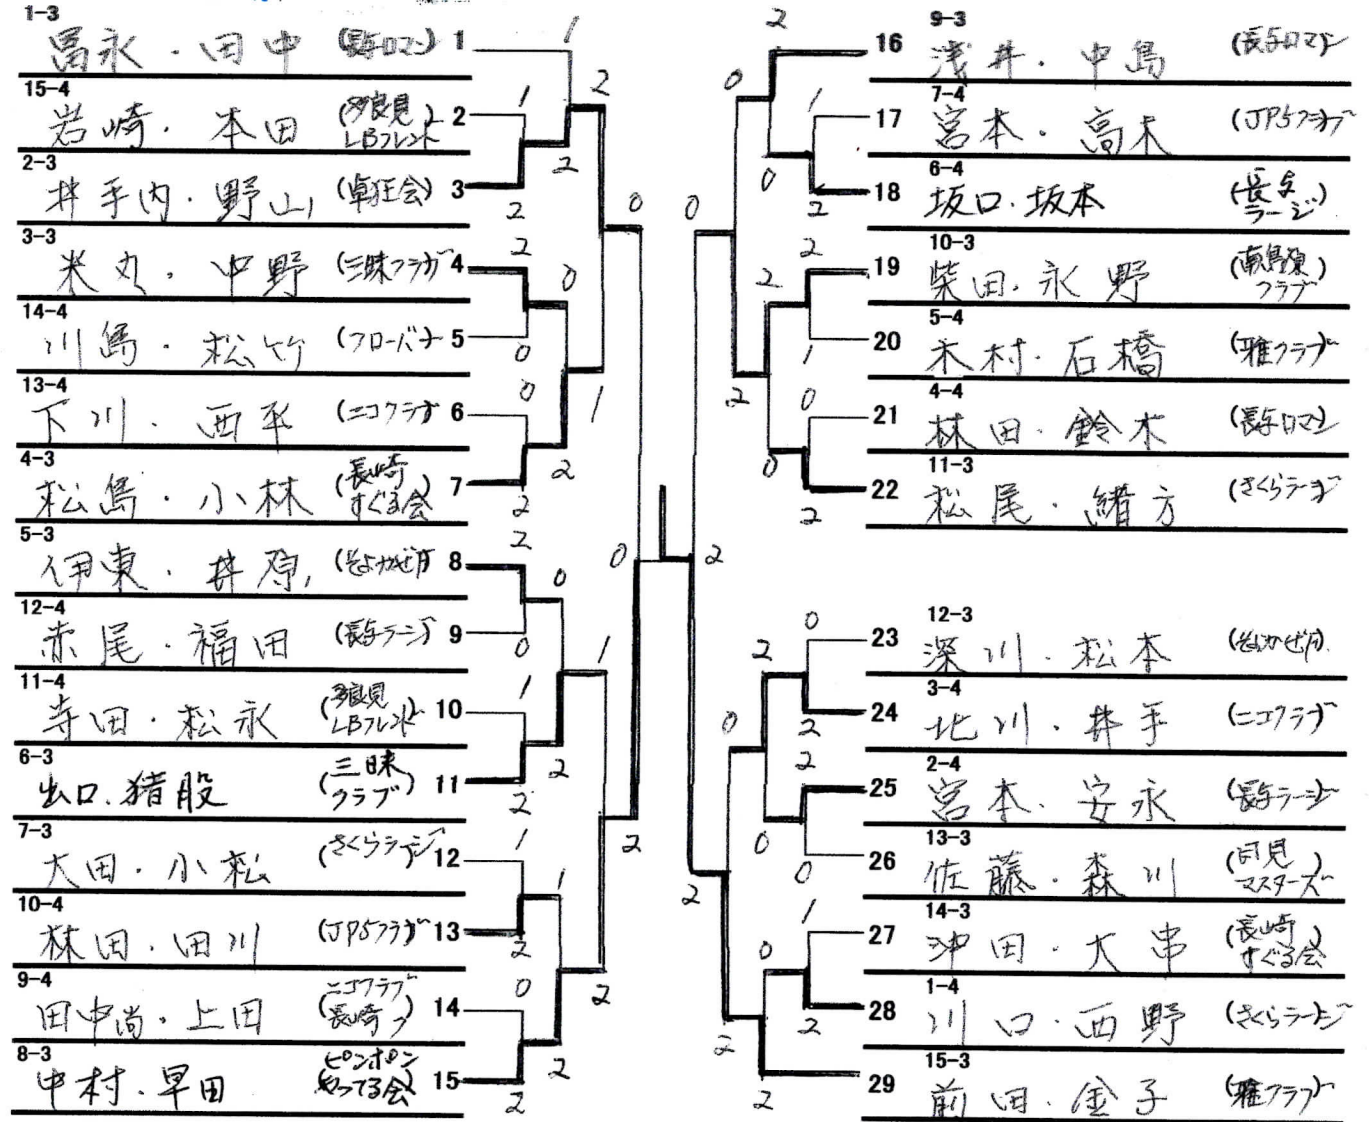 1-3
冨永・田中 (長与ロマン) 1
15-4
岩崎・本田 (多良見LBフレンド) 2
2-3
井手内・野山 (卓狂会) 3
3-3
米丸・中野 (三昧クラブ) 4
14-4
川島・松竹 (フローバナ) 5
13-4
下川・西平 (ニコクラブ) 6
4-3
松島・小林 (長崎すぐる会) 7
5-3
伊東・井原 (そよかぜ月) 8
12-4
赤尾・福田 (長与ラージ) 9
11-4
寺田・松永 (多良見LBフレンド) 10
6-3
出口・猪股 (三昧クラブ) 11
7-3
大田・小松 (さくらラージ) 12
10-4
林田・田川 (JP5クラブ) 13
9-4
田中尚・上田 (ニコクラブ長崎) 14
8-3
中村・早田 (ピンポンやってる会) 15
9-3
16 浅井・中島 (長与ロマン)
7-4
17 宮本・高木 (JP5クラブ)
6-4
18 坂口・坂本 (長与ラージ)
10-3
19 柴田・永野 (南島原クラブ)
5-4
20 木村・石橋 (雅クラブ)
4-4
21 林田・鈴木 (長与ロマン)
11-3
22 松尾・緒方 (さくらラージ)
12-3
23 深川・松本 (そよかぜ月)
3-4
24 北川・井手 (ニコクラブ)
2-4
25 宮本・安永 (長与ラージ)
13-3
26 佐藤・森川 (日見マスターズ)
14-3
27 沖田・大串 (長崎すぐる会)
1-4
28 川口・西野 (さくらラージ)
15-3
29 前田・金子 (雅クラブ)